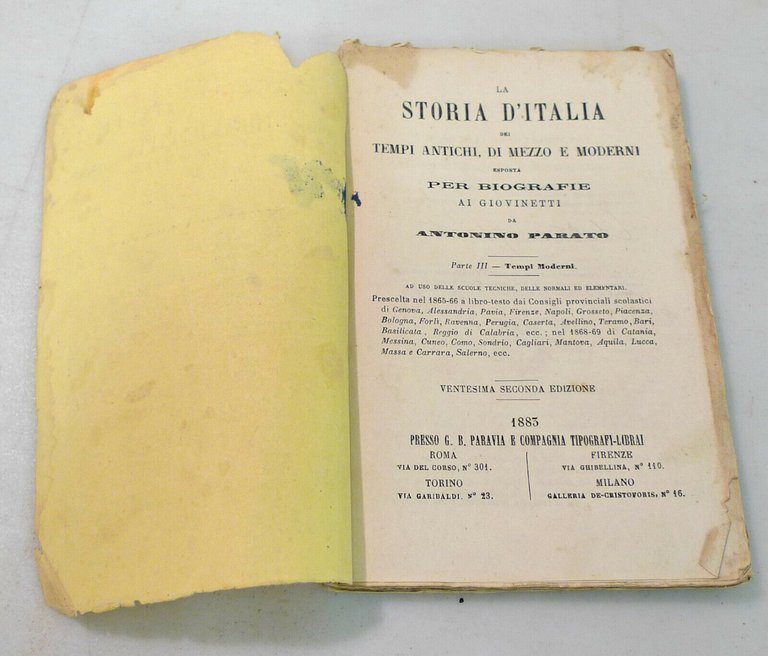 LA
STORIA D'ITALIA
DEI
TEMPI ANTICHI, DI MEZZO E MODERNI
ESPOSTA
PER BIOGRAFIE
AI GIOVINETTI
DA
ANTONINO PARATO
Parte III — Tempi Moderni.
AD USO DELLE SCUOLE TECNICHE, DELLE NORMALI ED ELEMENTARI.
Prescelta nel 1865-66 a libro-testo dai Consigli provinciali scolastici
di Genova, Alessandria, Pavia, Firenze, Napoli, Grosseto, Piacenza,
Bologna, Forlì, Ravenna, Perugia, Caserta, Avellino, Teramo, Bari,
Basilicata, Reggio di Calabria, ecc.; nel 1868-69 di Catania,
Messina, Cuneo, Como, Sondrio, Cagliari, Mantova, Aquila, Lucca,
Massa e Carrara, Salerno, ecc.
VENTESIMA SECONDA EDIZIONE
1883
PRESSO G. B. PARAVIA E COMPAGNIA TIPOGRAFI-LIBRAI
ROMA
VIA DEL CORSO, N° 301.
FIRENZE
VIA GHIBELLINA, N° 110.
TORINO
VIA GARIBALDI, N° 23.
MILANO
GALLERIA DE-CRISTOFORIS, N° 16.